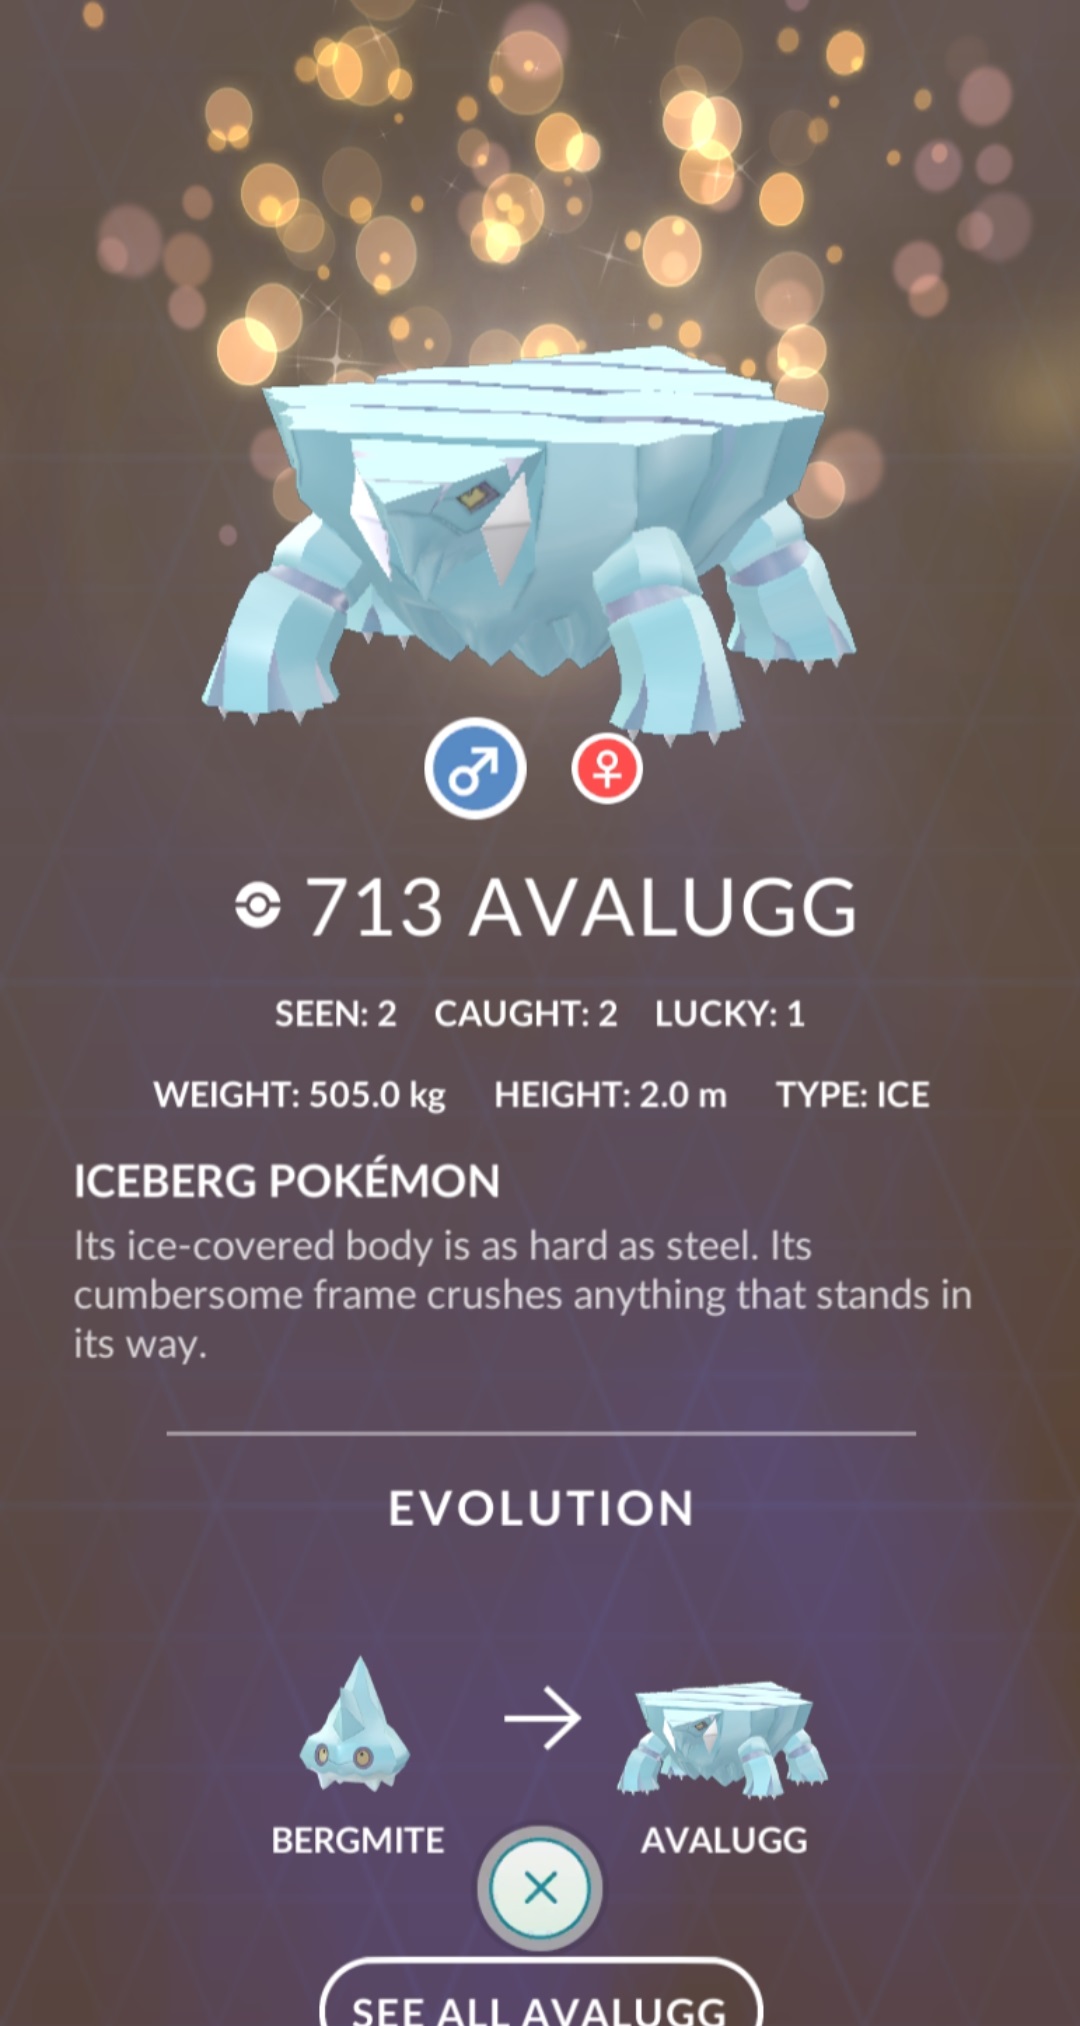 713 AVALUGG
SEEN: 2 CAUGHT: 2 LUCKY: 1
WEIGHT: 505.0 kg HEIGHT: 2.0 m TYPE: ICE
ICEBERG POKÉMON
Its ice-covered body is as hard as steel. Its
cumbersome frame crushes anything that stands in
its way.
EVOLUTION
BERGMITE AVALUGG
SEE ALL AVALUGG